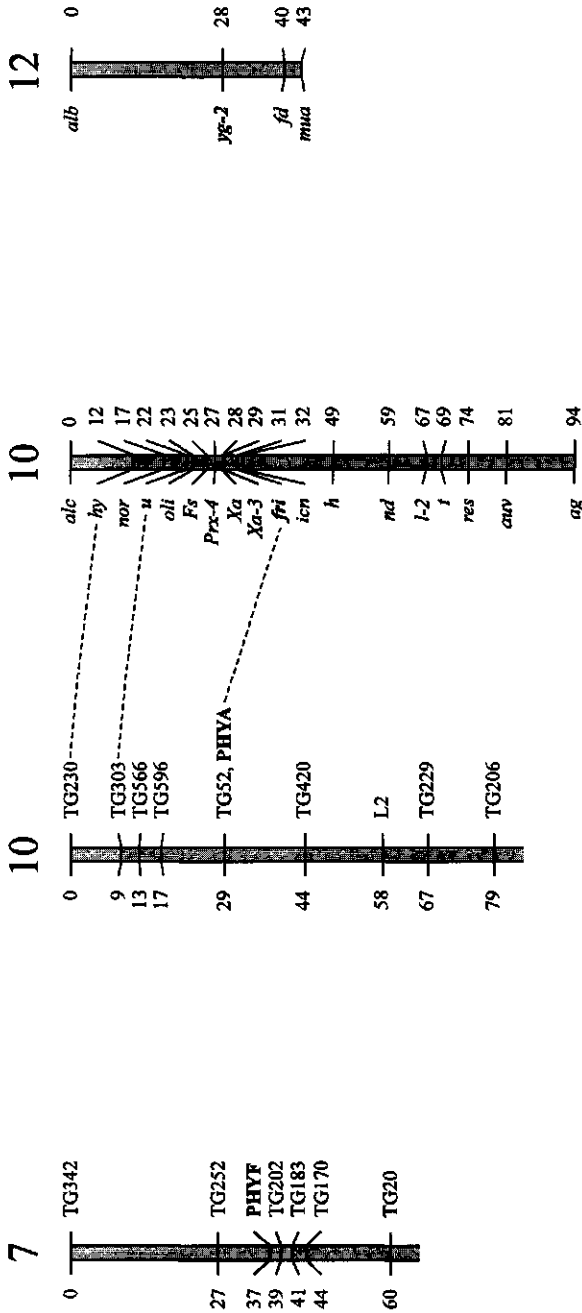 7
0 TG342
27 TG252
37 PHYF
39 TG202
41 TG183
44 TG170
60 TG20
10
0 TG230
9 TG303
13 TG566
17 TG596
29 TG52, PHYA
44 TG420
58 L2
67 TG229
79 TG206
10
alc 0
hy 12
nor 17
u 22
oli 23
Fs 25
Prx-4 27
Xa 28
Xa-3 29
fri 31
icn 32
h 49
nd 59
l-2 67
t 69
res 74
auv 81
ag 94
12
alb 0
yg-2 28
fd 40
mua 43